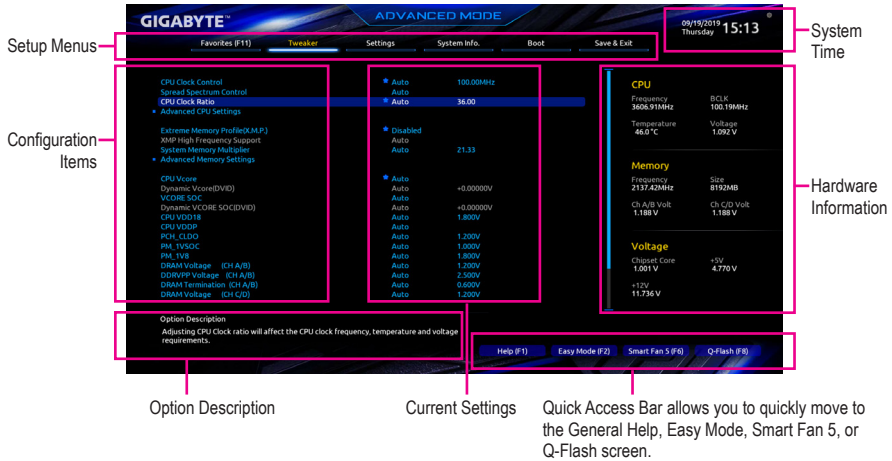 GIGABYTE™
ADVANCED MODE
09/19/2019
Thursday
15:13
System
Time
Setup Menus
Favorites (F11) Tweaker Settings System Info. Boot Save & Exit
Configuration
Items
CPU Clock Control Auto 100.00MHz
Spread Spectrum Control Auto
CPU Clock Ratio Auto 36.00
Advanced CPU Settings
Extreme Memory Profile(X.M.P.) Disabled
XMP High Frequency Support Auto
System Memory Multiplier Auto 21.33
Advanced Memory Settings
CPU Vcore Auto
Dynamic Vcore(DVID) Auto +0.00000V
VCORE SOC Auto
Dynamic VCORE SOC(DVID) Auto +0.00000V
CPU VDD18 Auto 1.800V
CPU VDDP Auto
PCH_CLDO Auto 1.200V
PM_1VSOC Auto 1.000V
PM_1V8 Auto 1.800V
DRAM Voltage (CH A/B) Auto 1.200V
DDRVPP Voltage (CH A/B) Auto 2.500V
DRAM Termination (CH A/B) Auto 0.600V
DRAM Voltage (CH C/D) Auto 1.200V
CPU
Frequency BCLK
3606.91MHz 100.19MHz
Temperature Voltage
46.0 °C 1.092 V
Memory
Frequency Size
2137.42MHz 8192MB
Ch A/B Volt Ch C/D Volt
1.188 V 1.188 V
Voltage
Chipset Core +5V
1.001 V 4.770 V
+12V
11.736 V
Hardware
Information
Option Description
Adjusting CPU Clock ratio will affect the CPU clock frequency, temperature and voltage
requirements.
Help (F1) Easy Mode (F2) Smart Fan 5 (F6) Q-Flash (F8)
Option Description
Current Settings
Quick Access Bar allows you to quickly move to
the General Help, Easy Mode, Smart Fan 5, or
Q-Flash screen.